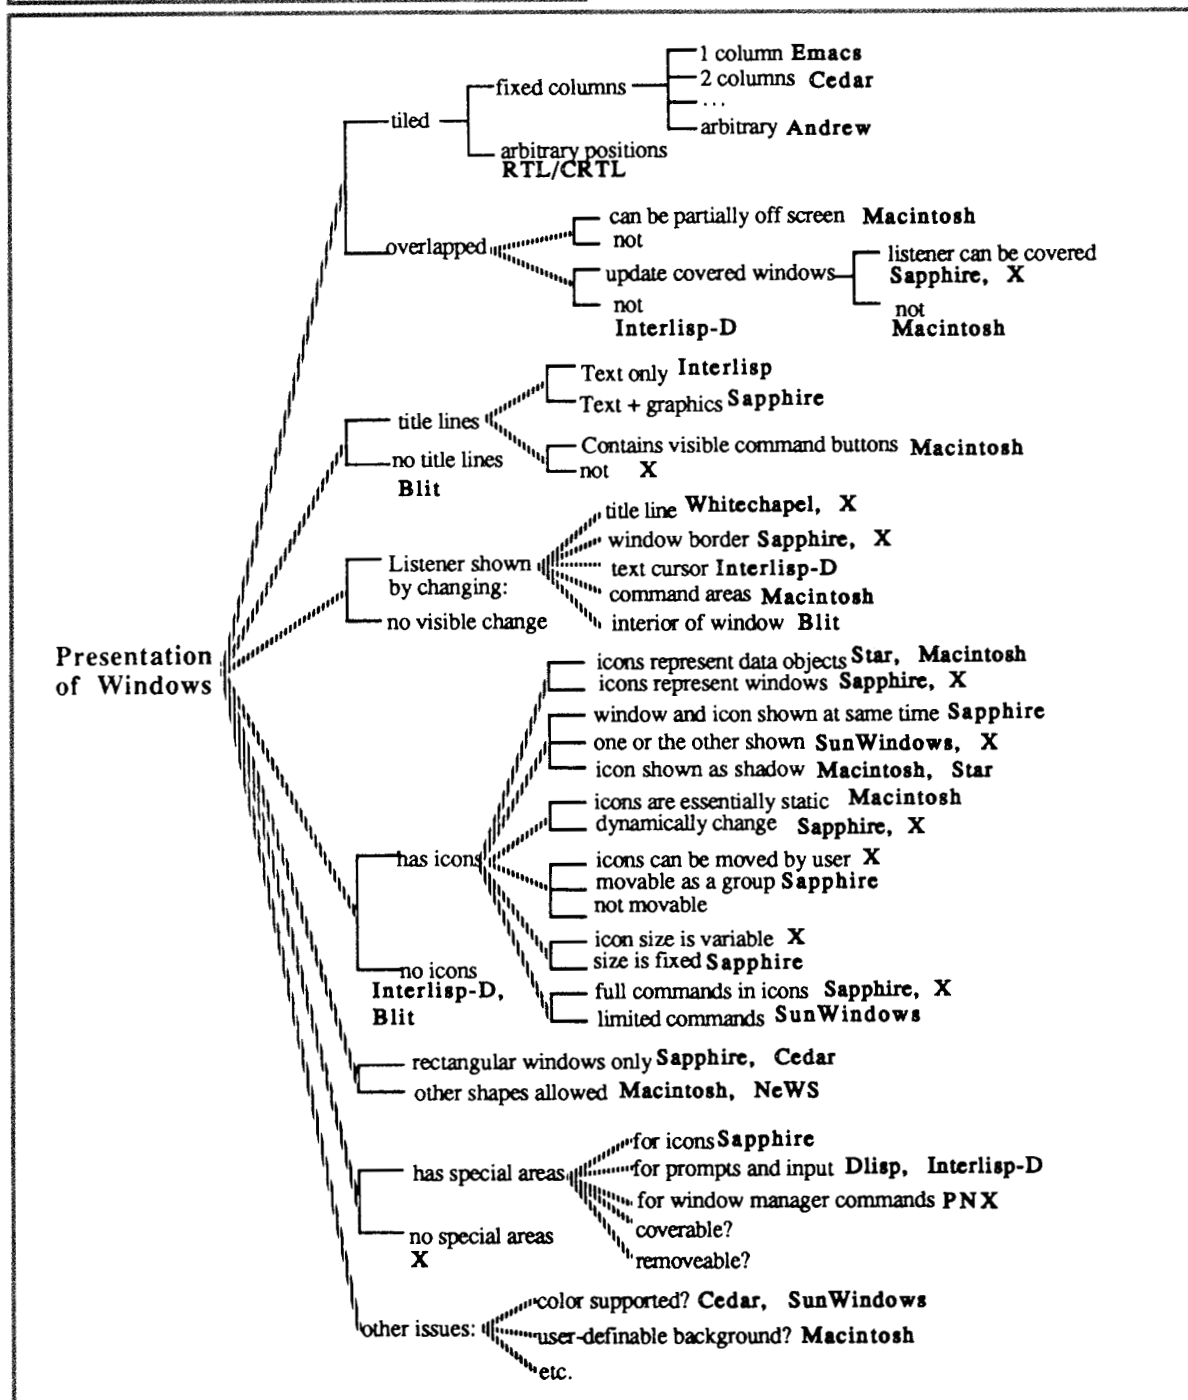 1 column Emacs
fixed columns
2 columns Cedar
...
tiled
arbitrary Andrew
arbitrary positions
RTL/CRTL
can be partially off screen Macintosh
not
overlapped
update covered windows
listener can be covered
Sapphire, X
not
Interlisp-D
not
Macintosh
Text only Interlisp
Text + graphics Sapphire
title lines
Contains visible command buttons Macintosh
not X
no title lines
Blit
title line Whitechapel, X
window border Sapphire, X
Listener shown
by changing:
text cursor Interlisp-D
command areas Macintosh
interior of window Blit
no visible change
Presentation
of Windows
icons represent data objects Star, Macintosh
icons represent windows Sapphire, X
window and icon shown at same time Sapphire
one or the other shown SunWindows, X
icon shown as shadow Macintosh, Star
icons are essentially static Macintosh
dynamically change Sapphire, X
has icons
icons can be moved by user X
movable as a group Sapphire
not movable
icon size is variable X
size is fixed Sapphire
no icons
Interlisp-D,
Blit
full commands in icons Sapphire, X
limited commands SunWindows
rectangular windows only Sapphire, Cedar
other shapes allowed Macintosh, NeWS
for icons Sapphire
has special areas
for prompts and input Dlisp, Interlisp-D
for window manager commands PNX
coverable?
removeable?
no special areas
X
color supported? Cedar, SunWindows
other issues:
user-definable background? Macintosh
etc.